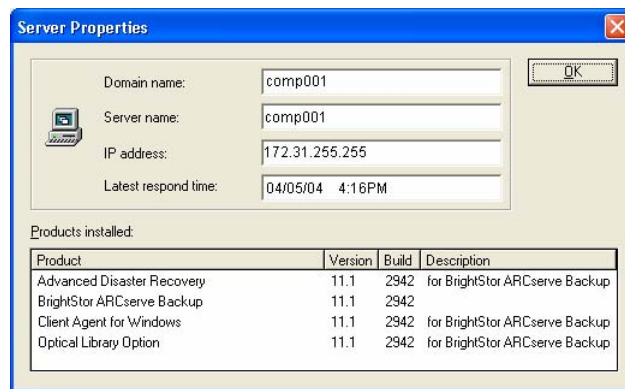 Server Properties
OK
Domain name: comp001
Server name: comp001
IP address: 172.31.255.255
Latest respond time: 04/05/04 4:16PM
Products installed:
Product Version Build Description
Advanced Disaster Recovery 11.1 2942 for BrightStor ARCserve Backup
BrightStor ARCserve Backup 11.1 2942
Client Agent for Windows 11.1 2942 for BrightStor ARCserve Backup
Optical Library Option 11.1 2942 for BrightStor ARCserve Backup